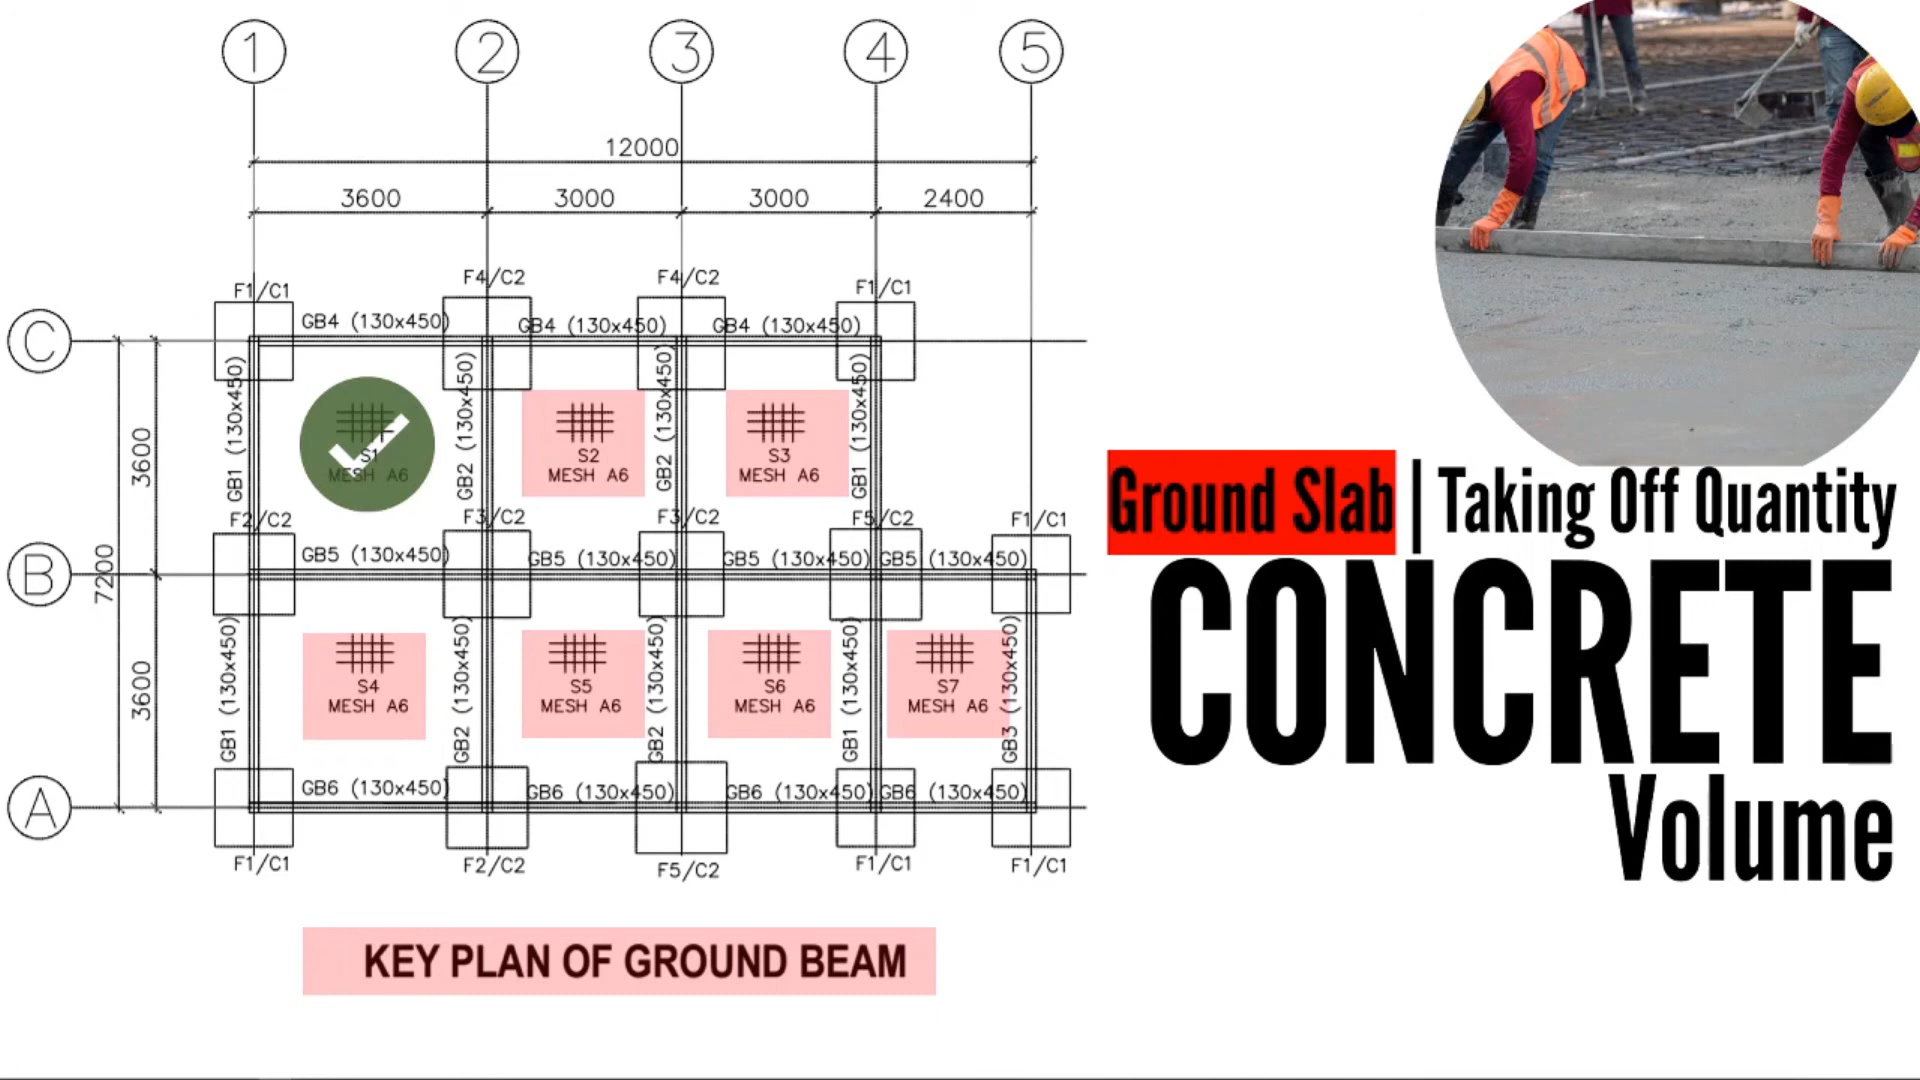 1 2 3 4 5
12000
3600 3000 3000 2400
F1/C1 F4/C2 F4/C2 F1/C1
C
GB4 (130x450) GB4 (130x450) GB4 (130x450)
GB1 (130x450) GB2 (130x450) GB2 (130x450) GB1 (130x450)
S1 S2 S3
MESH A6 MESH A6 MESH A6
3600
F2/C2 F3/C2 F3/C2 F5/C2 F1/C1
B
GB5 (130x450) GB5 (130x450) GB5 (130x450) GB5 (130x450)
7200
GB1 (130x450) GB2 (130x450) GB2 (130x450) GB1 (130x450) GB3 (130x450)
S4 S5 S6 S7
MESH A6 MESH A6 MESH A6 MESH A6
3600
A
GB6 (130x450) GB6 (130x450) GB6 (130x450) GB6 (130x450)
F1/C1 F2/C2 F5/C2 F1/C1 F1/C1
KEY PLAN OF GROUND BEAM
Ground Slab | Taking Off Quantity
CONCRETE
Volume